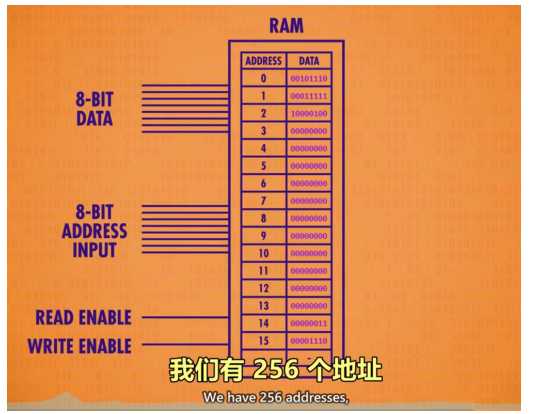 RAM
ADDRESS DATA
0 00101110
1 00011111
2 10000100
3 00000000
4 00000000
5 00000000
6 00000000
7 00000000
8 00000000
9 00000000
10 00000000
11 00000000
12 00000000
13 00000000
14 00000011
15 00001110
8-BIT
DATA
8-BIT
ADDRESS
INPUT
READ ENABLE
WRITE ENABLE
我们有 256 个地址
We have 256 addresses,